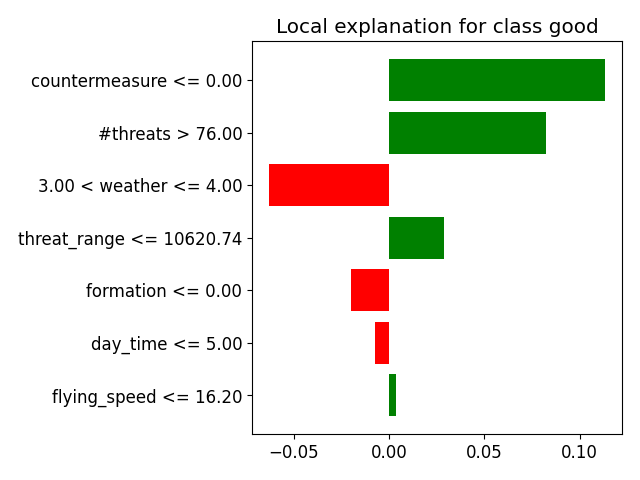 Local explanation for class good
countermeasure <= 0.00
#threats > 76.00
3.00 < weather <= 4.00
threat_range <= 10620.74
formation <= 0.00
day_time <= 5.00
flying_speed <= 16.20
−0.05 0.00 0.05 0.10